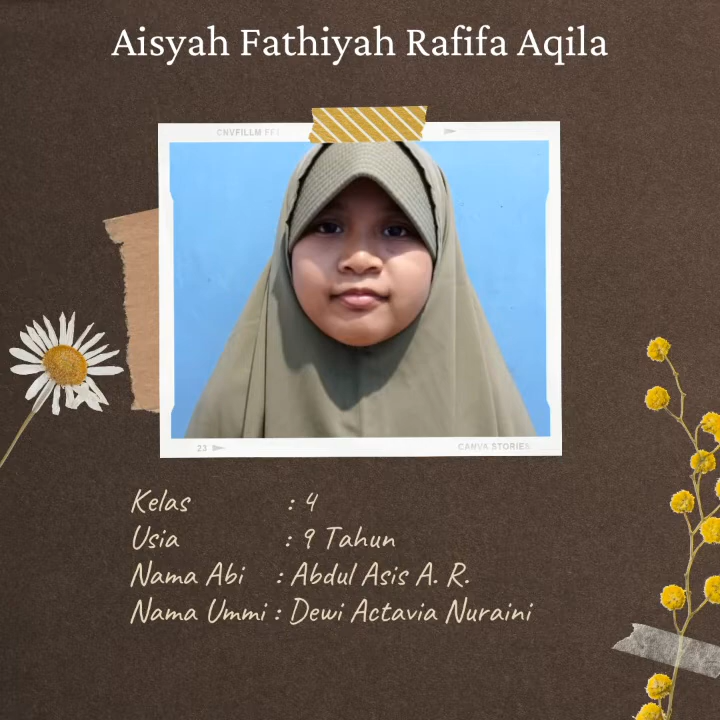 Aisyah Fathiyah Rafifa Aqila
CNVFILLM FF1
23
CANVA STORIES
Kelas : 4
Usia : 9 Tahun
Nama Abi : Abdul Asis A. R.
Nama Ummi : Dewi Actavia Nuraini